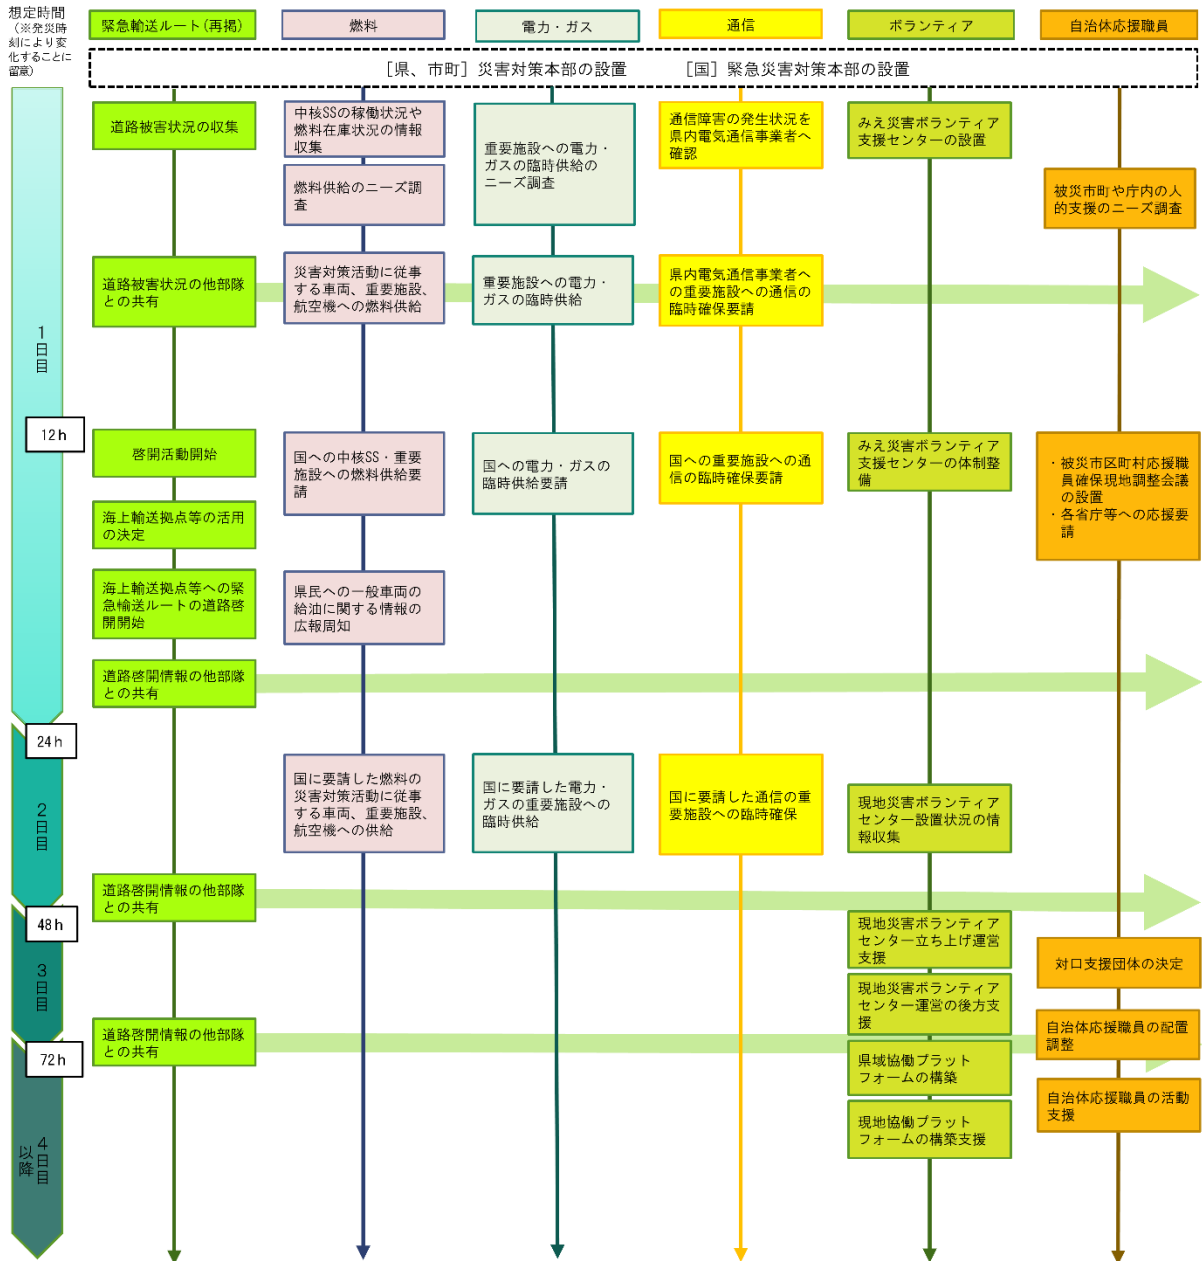 想定時間
（※発災時
刻により変
化することに
留意）
緊急輸送ルート（再掲）
燃料
電力・ガス
通信
ボランティア
自治体応援職員
［県、市町］災害対策本部の設置　［国］緊急災害対策本部の設置
1日目
12h
24h
2日目
48h
3日目
72h
4日目
以降
道路被害状況の収集
道路被害状況の他部隊
との共有
啓開活動開始
海上輸送拠点等の活用
の決定
海上輸送拠点等への緊
急輸送ルートの道路啓
開開始
道路啓開情報の他部隊
との共有
道路啓開情報の他部隊
との共有
道路啓開情報の他部隊
との共有
中核SSの稼働状況や
燃料在庫状況の情報
収集
燃料供給のニーズ調
査
災害対策活動に従事
する車両、重要施設、
航空機への燃料供給
国への中核SS・重要
施設への燃料供給要
請
県民への一般車両の
給油に関する情報の
広報周知
国に要請した燃料の
災害対策活動に従事
する車両、重要施設、
航空機への供給
重要施設への電力・
ガスの臨時供給の
ニーズ調査
重要施設への電力・
ガスの臨時供給
国への電力・ガスの
臨時供給要請
国に要請した電力・
ガスの重要施設への
臨時供給
通信障害の発生状況を
県内電気通信事業者へ
確認
県内電気通信事業者へ
の重要施設への通信の
臨時確保要請
国への重要施設への通
信の臨時確保要請
国に要請した通信の重
要施設への臨時確保
みえ災害ボランティア
支援センターの設置
みえ災害ボランティア
支援センターの体制整
備
現地災害ボランティア
センター設置状況の情
報収集
現地災害ボランティア
センター立ち上げ運営
支援
現地災害ボランティア
センター運営の後方支
援
県域協働プラット
フォームの構築
現地協働プラット
フォームの構築支援
被災市町や庁内の人
的支援のニーズ調査
・被災市区町村応援職
員確保現地調整会議
の設置
・各省庁等への応援要
請
対口支援団体の決定
自治体応援職員の配置
調整
自治体応援職員の活動
支援